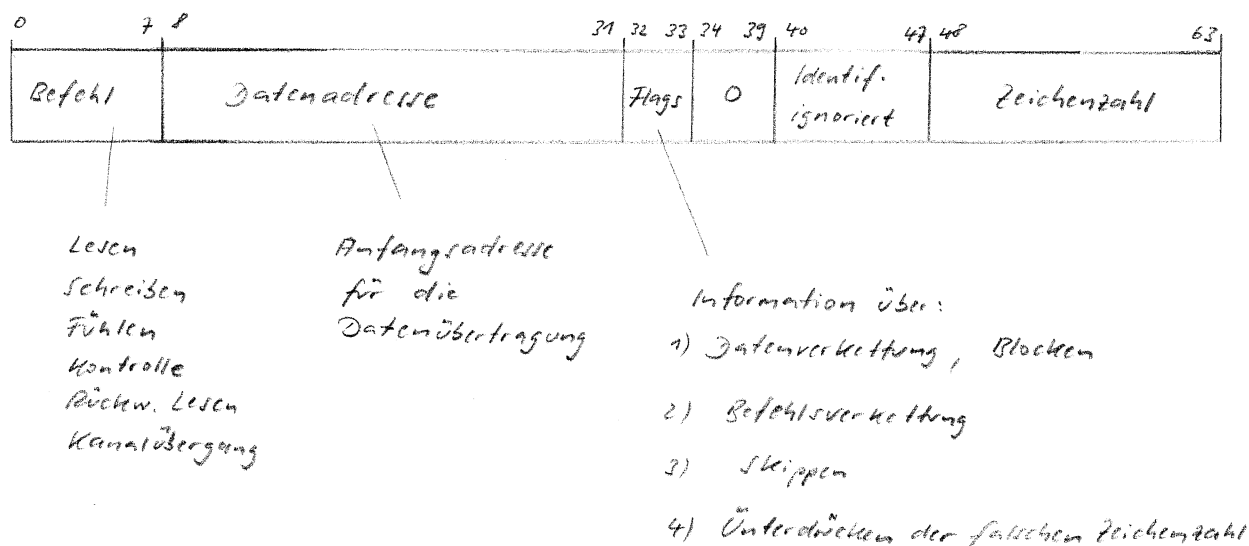 0 7 8 31 32 33 34 39 40 47 48 63
Befehl Datenadresse Flags 0 Identif. ignoriert Zeichenzahl
Lesen
Schreiben
Fühlen
Kontrolle
Rückw. Lesen
Kanalübergang
Anfangsadresse
für die
Datenübertragung
Information über:
1) Datenverkettung, Blocken
2) Befehlsverkettung
3) Skippen
4) Unterdrücken der falschen Zeichenzahl